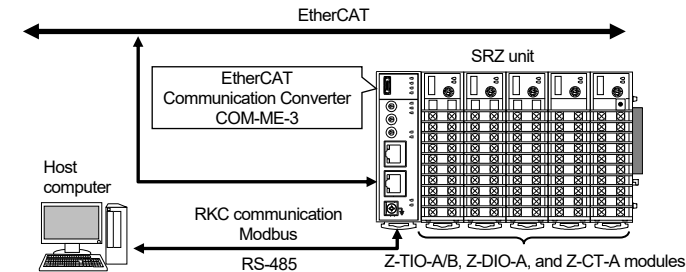 EtherCAT
SRZ unit
EtherCAT
Communication Converter
COM-ME-3
Host
computer
RKC communication
Modbus
RS-485
Z-TIO-A/B, Z-DIO-A, and Z-CT-A modules